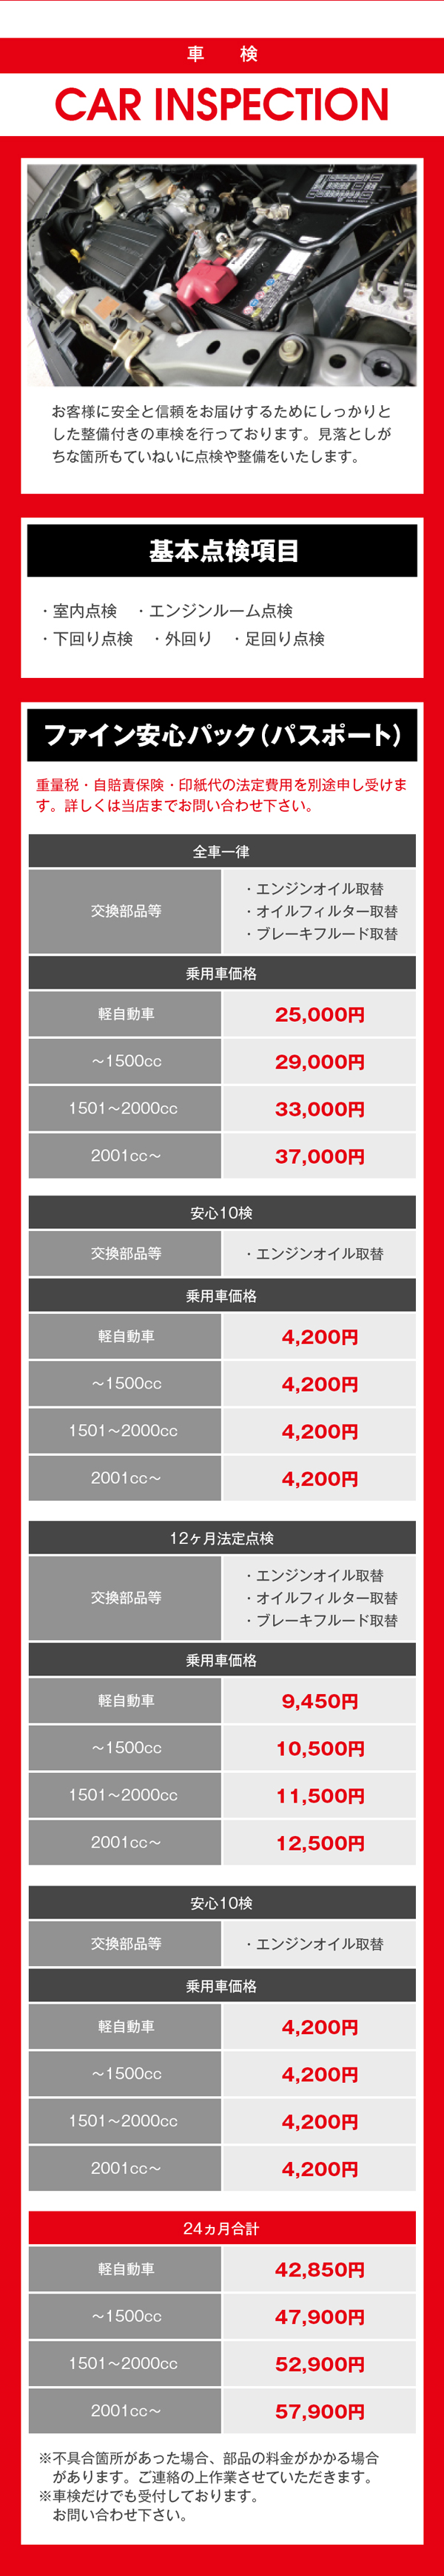 車　検
CAR INSPECTION
お客様に安全と信頼をお届けするためにしっかりと
した整備付きの車検を行っております。見落としが
ちな箇所もていねいに点検や整備をいたします。
基本点検項目
・室内点検　・エンジンルーム点検
・下回り点検　・外回り　・足回り点検
ファイン安心パック（パスポート）
重量税・自賠責保険・印紙代の法定費用を別途申し受けま
す。詳しくは当店までお問い合わせ下さい。
全車一律
交換部品等
・エンジンオイル取替
・オイルフィルター取替
・ブレーキフルード取替
乗用車価格
軽自動車 25,000円
～1500cc 29,000円
1501～2000cc 33,000円
2001cc～ 37,000円
安心10検
交換部品等 ・エンジンオイル取替
乗用車価格
軽自動車 4,200円
～1500cc 4,200円
1501～2000cc 4,200円
2001cc～ 4,200円
12ヶ月法定点検
交換部品等
・エンジンオイル取替
・オイルフィルター取替
・ブレーキフルード取替
乗用車価格
軽自動車 9,450円
～1500cc 10,500円
1501～2000cc 11,500円
2001cc～ 12,500円
安心10検
交換部品等 ・エンジンオイル取替
乗用車価格
軽自動車 4,200円
～1500cc 4,200円
1501～2000cc 4,200円
2001cc～ 4,200円
24ヵ月合計
軽自動車 42,850円
～1500cc 47,900円
1501～2000cc 52,900円
2001cc～ 57,900円
※不具合箇所があった場合、部品の料金がかかる場合
があります。ご連絡の上作業させていただきます。
※車検だけでも受付しております。
お問い合わせ下さい。